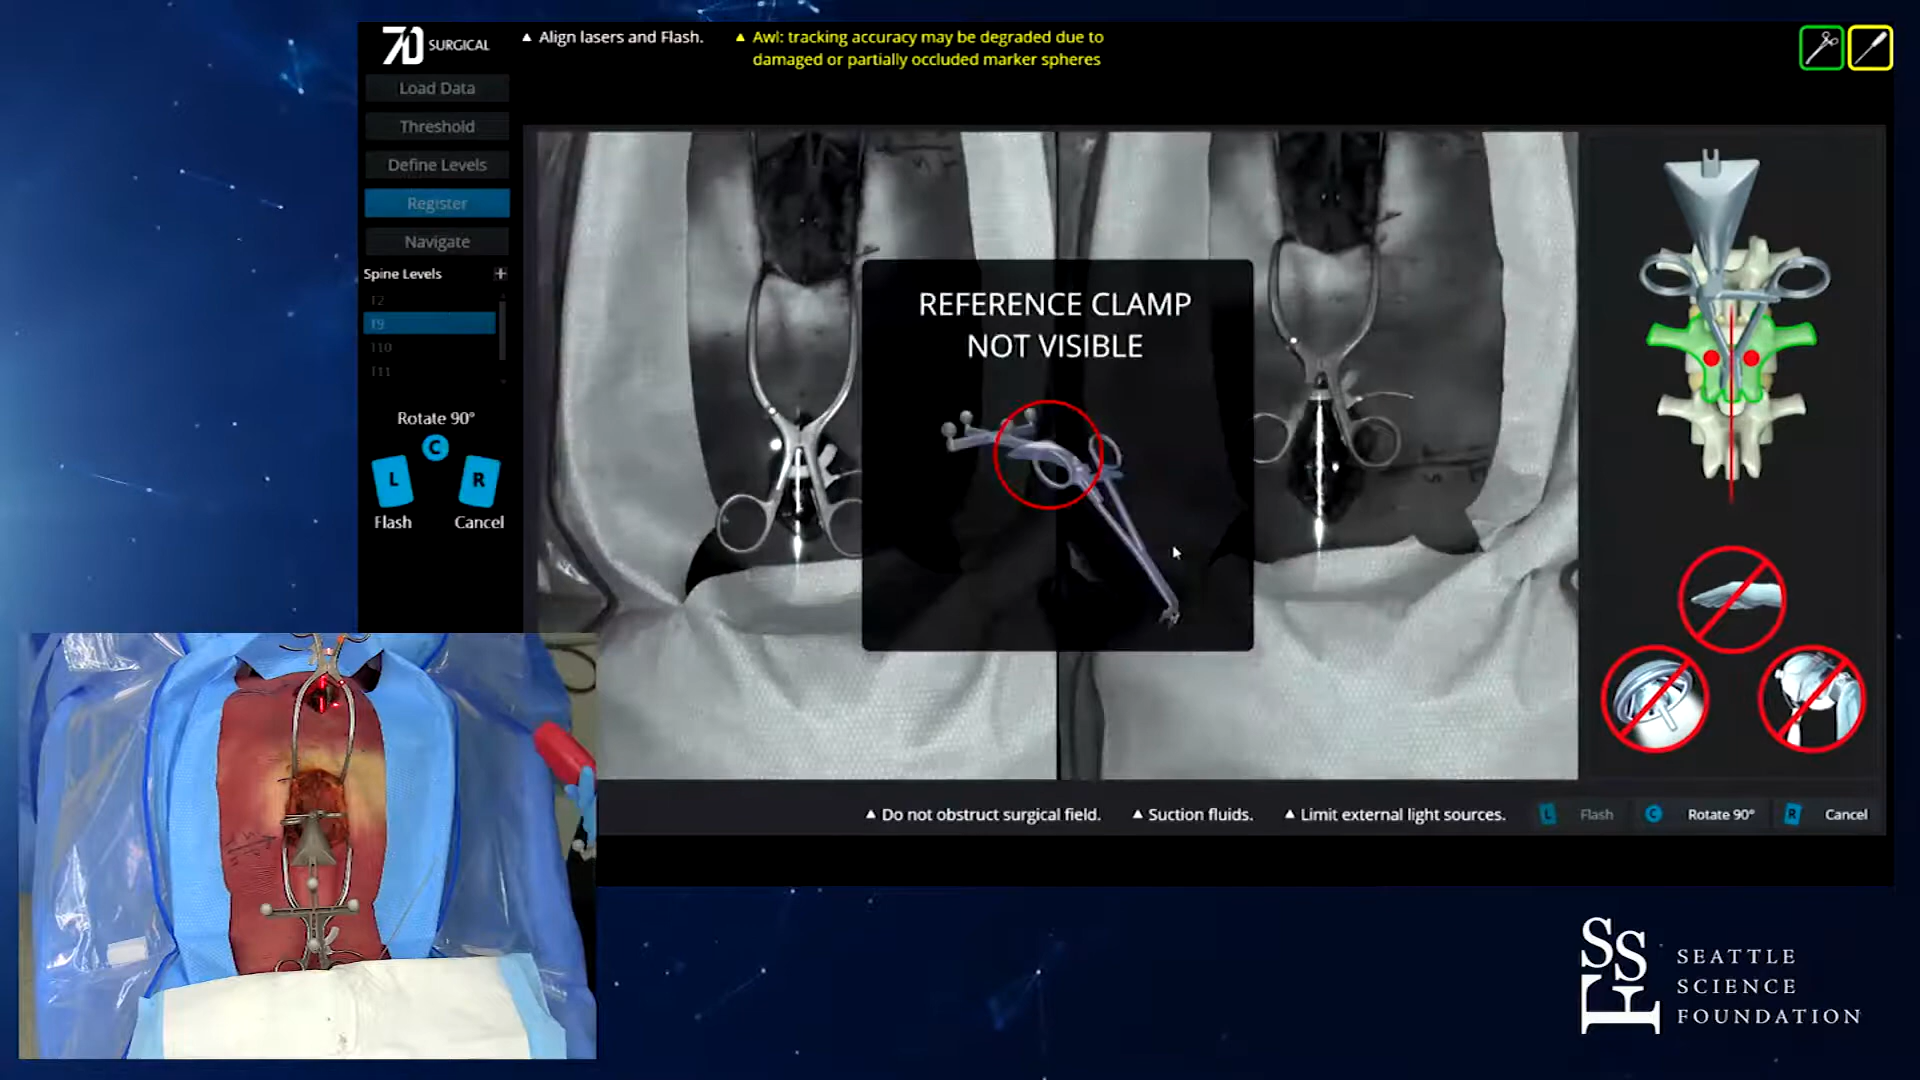 7D SURGICAL
Align lasers and Flash.
Awl: tracking accuracy may be degraded due to
damaged or partially occluded marker spheres
Load Data
Threshold
Define Levels
Register
Navigate
Spine Levels +
T2
T9
T10
T11
Rotate 90°
C
L
R
Flash
Cancel
REFERENCE CLAMP
NOT VISIBLE
Do not obstruct surgical field.
Suction fluids.
Limit external light sources.
L Flash
C Rotate 90°
R Cancel
SSF
SEATTLE
SCIENCE
FOUNDATION